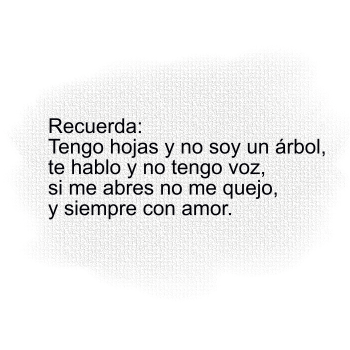 Recuerda:
Tengo hojas y no soy un árbol,
te hablo y no tengo voz,
si me abres no me quejo,
y siempre con amor.